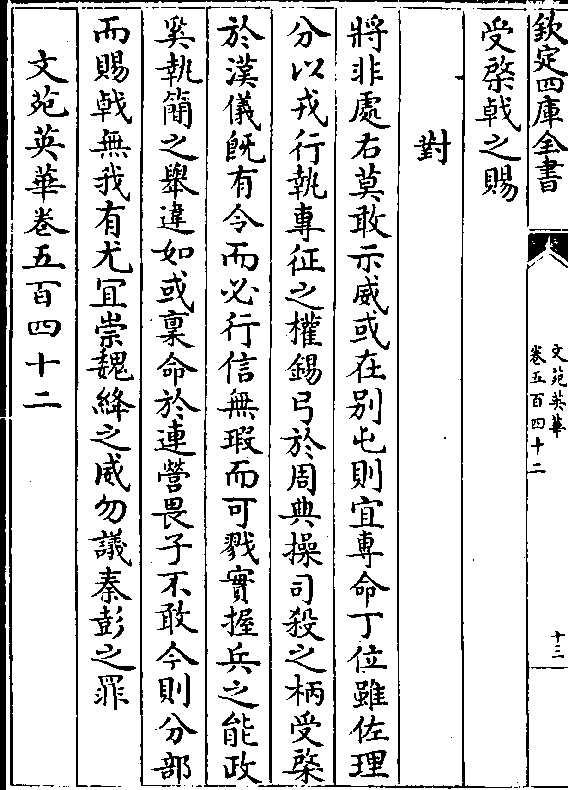 欽定四庫全書
文苑英華
卷五百四十二
十三
受棨戟之賜
對
將非處右莫敢示威或在別屯則宜專命丁位雖佐理
分以戎行執專征之權錫弓於周典操司殺之柄受棨
於漢儀旣有令而必行信無瑕而可戮實握兵之能政
奚執簡之舉違如或稟命於連營畏子不敢今則分部
而賜戟無我有尤冝崇魏絳之威勿議秦彭之罪
文苑英華卷五百四十二